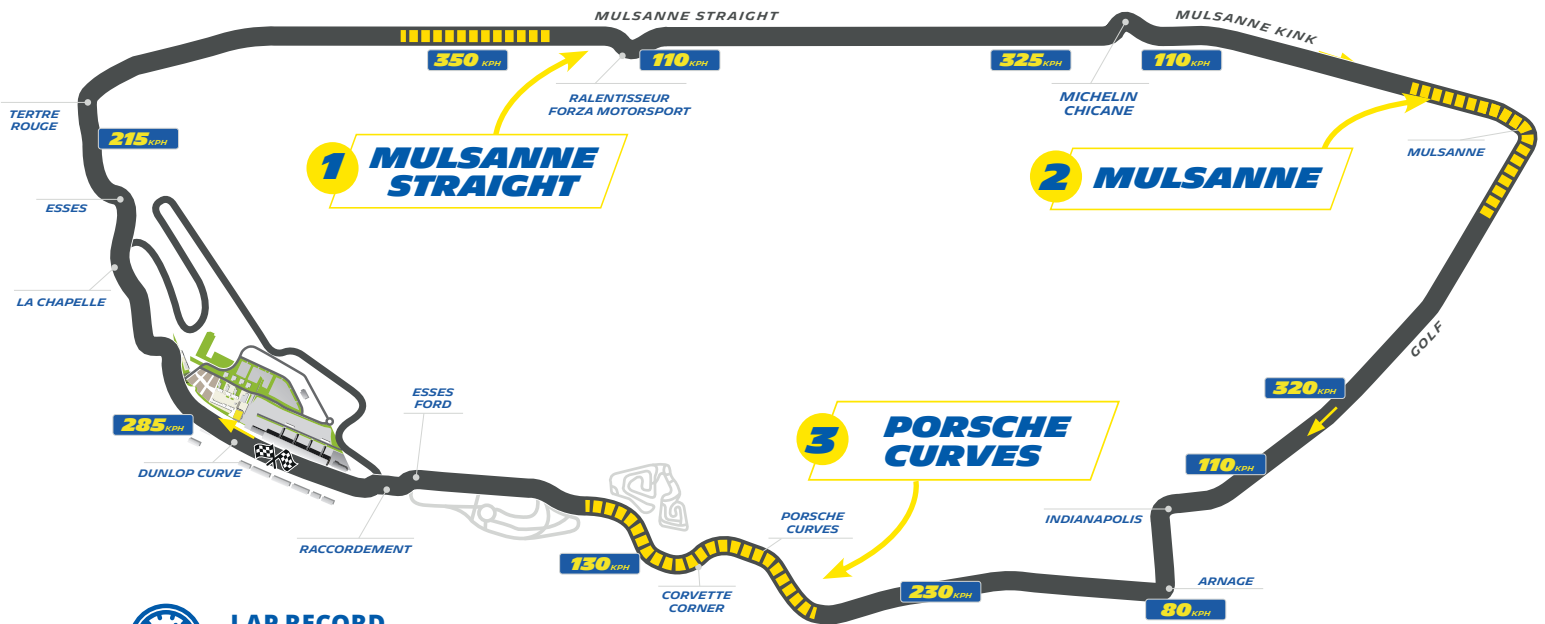 MULSANNE STRAIGHT
MULSANNE KINK
350 KPH
110 KPH
325 KPH
110 KPH
RALENTISSEUR
FORZA MOTORSPORT
MICHELIN
CHICANE
TERTRE
ROUGE
215 KPH
1 MULSANNE
STRAIGHT
2 MULSANNE
MULSANNE
ESSES
LA CHAPELLE
GOLF
320 KPH
ESSES
FORD
285 KPH
3 PORSCHE
CURVES
110 KPH
DUNLOP CURVE
INDIANAPOLIS
PORSCHE
CURVES
RACCORDEMENT
130 KPH
CORVETTE
CORNER
230 KPH
ARNAGE
80 KPH
LAP RECORD